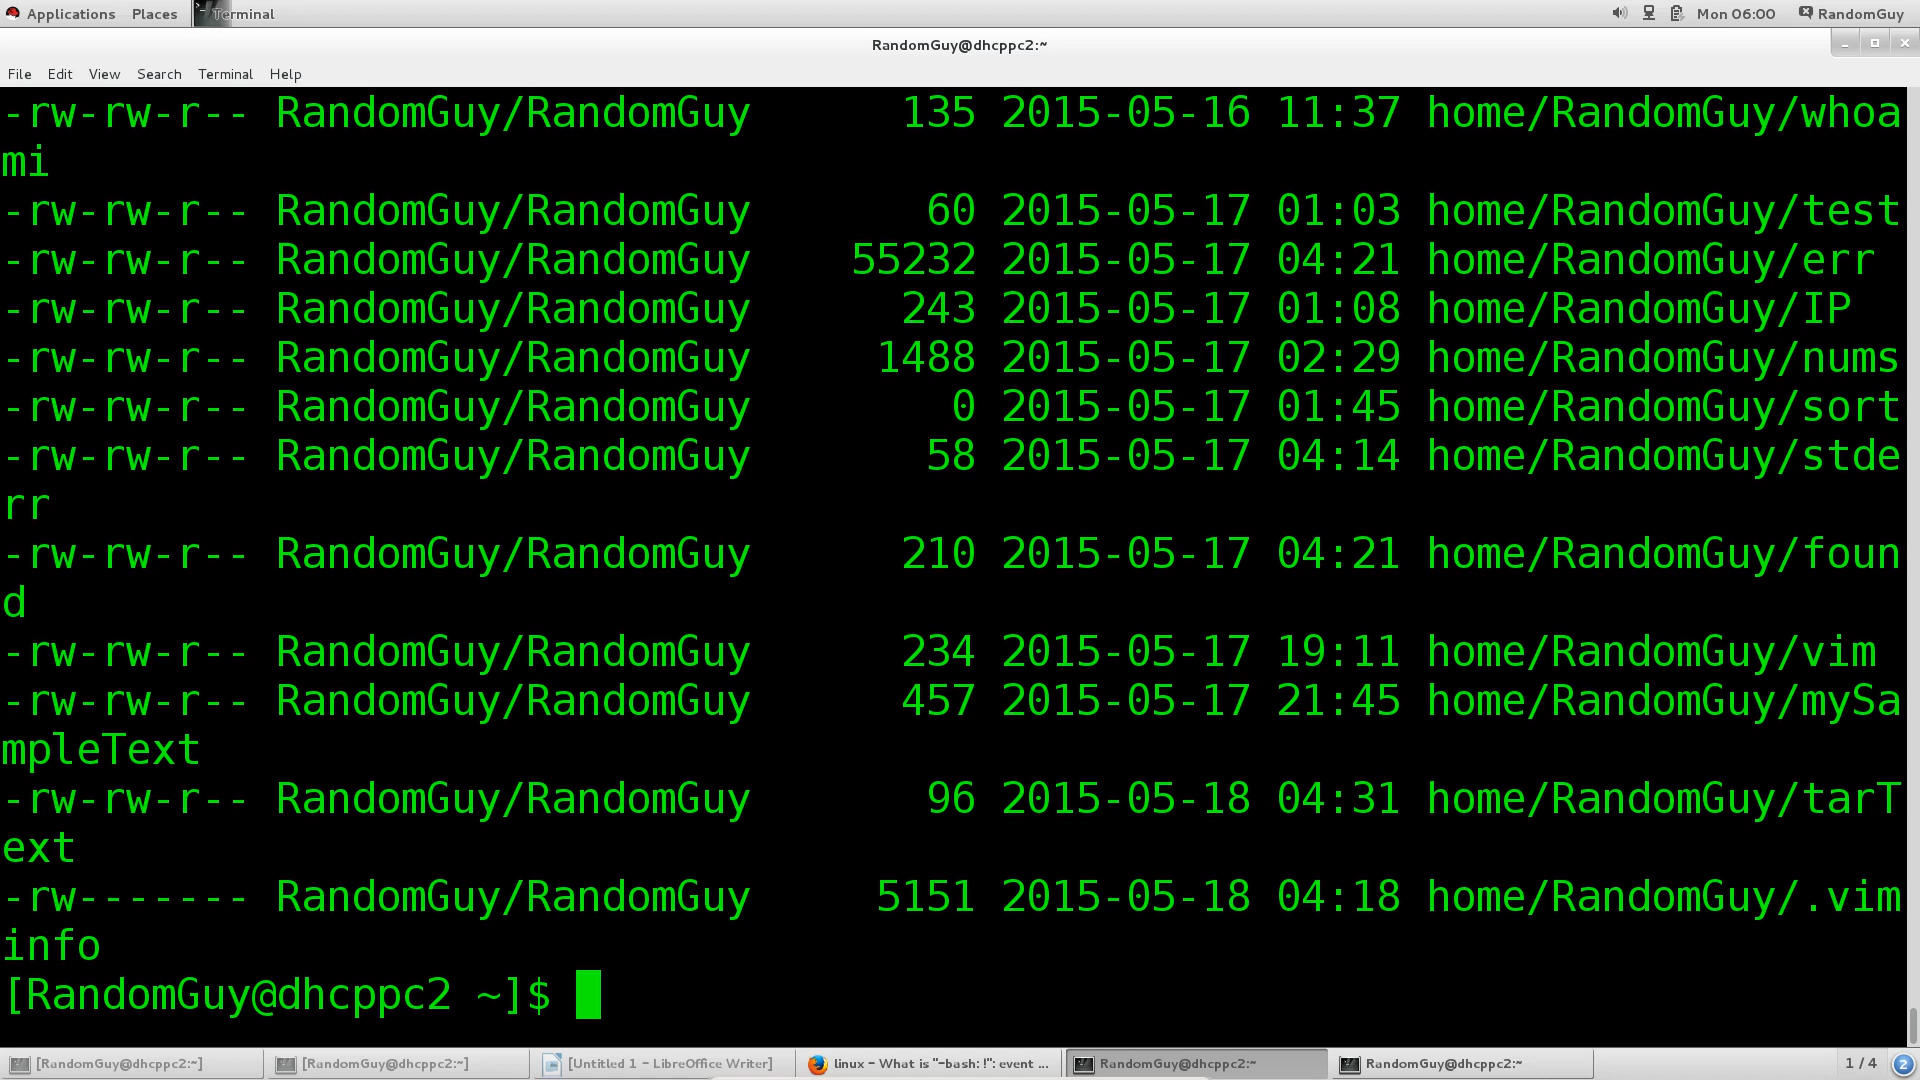 Applications Places Terminal Mon 06:00 RandomGuy
RandomGuy@dhcppc2:~
File Edit View Search Terminal Help
-rw-rw-r-- RandomGuy/RandomGuy 135 2015-05-16 11:37 home/RandomGuy/whoa
mi
-rw-rw-r-- RandomGuy/RandomGuy 60 2015-05-17 01:03 home/RandomGuy/test
-rw-rw-r-- RandomGuy/RandomGuy 55232 2015-05-17 04:21 home/RandomGuy/err
-rw-rw-r-- RandomGuy/RandomGuy 243 2015-05-17 01:08 home/RandomGuy/IP
-rw-rw-r-- RandomGuy/RandomGuy 1488 2015-05-17 02:29 home/RandomGuy/nums
-rw-rw-r-- RandomGuy/RandomGuy 0 2015-05-17 01:45 home/RandomGuy/sort
-rw-rw-r-- RandomGuy/RandomGuy 58 2015-05-17 04:14 home/RandomGuy/stde
rr
-rw-rw-r-- RandomGuy/RandomGuy 210 2015-05-17 04:21 home/RandomGuy/foun
d
-rw-rw-r-- RandomGuy/RandomGuy 234 2015-05-17 19:11 home/RandomGuy/vim
-rw-rw-r-- RandomGuy/RandomGuy 457 2015-05-17 21:45 home/RandomGuy/mySa
mpleText
-rw-rw-r-- RandomGuy/RandomGuy 96 2015-05-18 04:31 home/RandomGuy/tarT
ext
-rw------- RandomGuy/RandomGuy 5151 2015-05-18 04:18 home/RandomGuy/.vim
info
[RandomGuy@dhcppc2 ~]$
[RandomGuy@dhcppc2:~] [RandomGuy@dhcppc2:~] [Untitled 1 - LibreOffice Writer] linux - What is "-bash: !": event ... RandomGuy@dhcppc2:~ RandomGuy@dhcppc2:~ 1 / 4 2